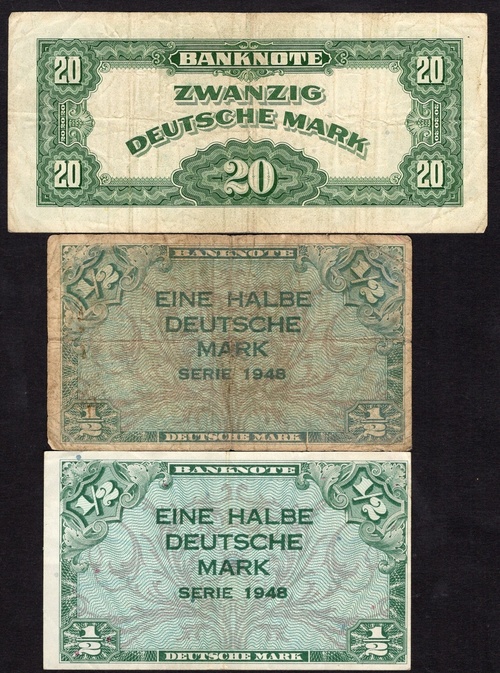 BANKNOTE
20 20
ZWANZIG
DEUTSCHE MARK
20 20 20
BANKNOTE
1/2 1/2
EINE HALBE
DEUTSCHE
MARK
SERIE 1948
1/2 1/2
DEUTSCHE MARK
BANKNOTE
1/2 1/2
EINE HALBE
DEUTSCHE
MARK
SERIE 1948
1/2 1/2
DEUTSCHE MARK